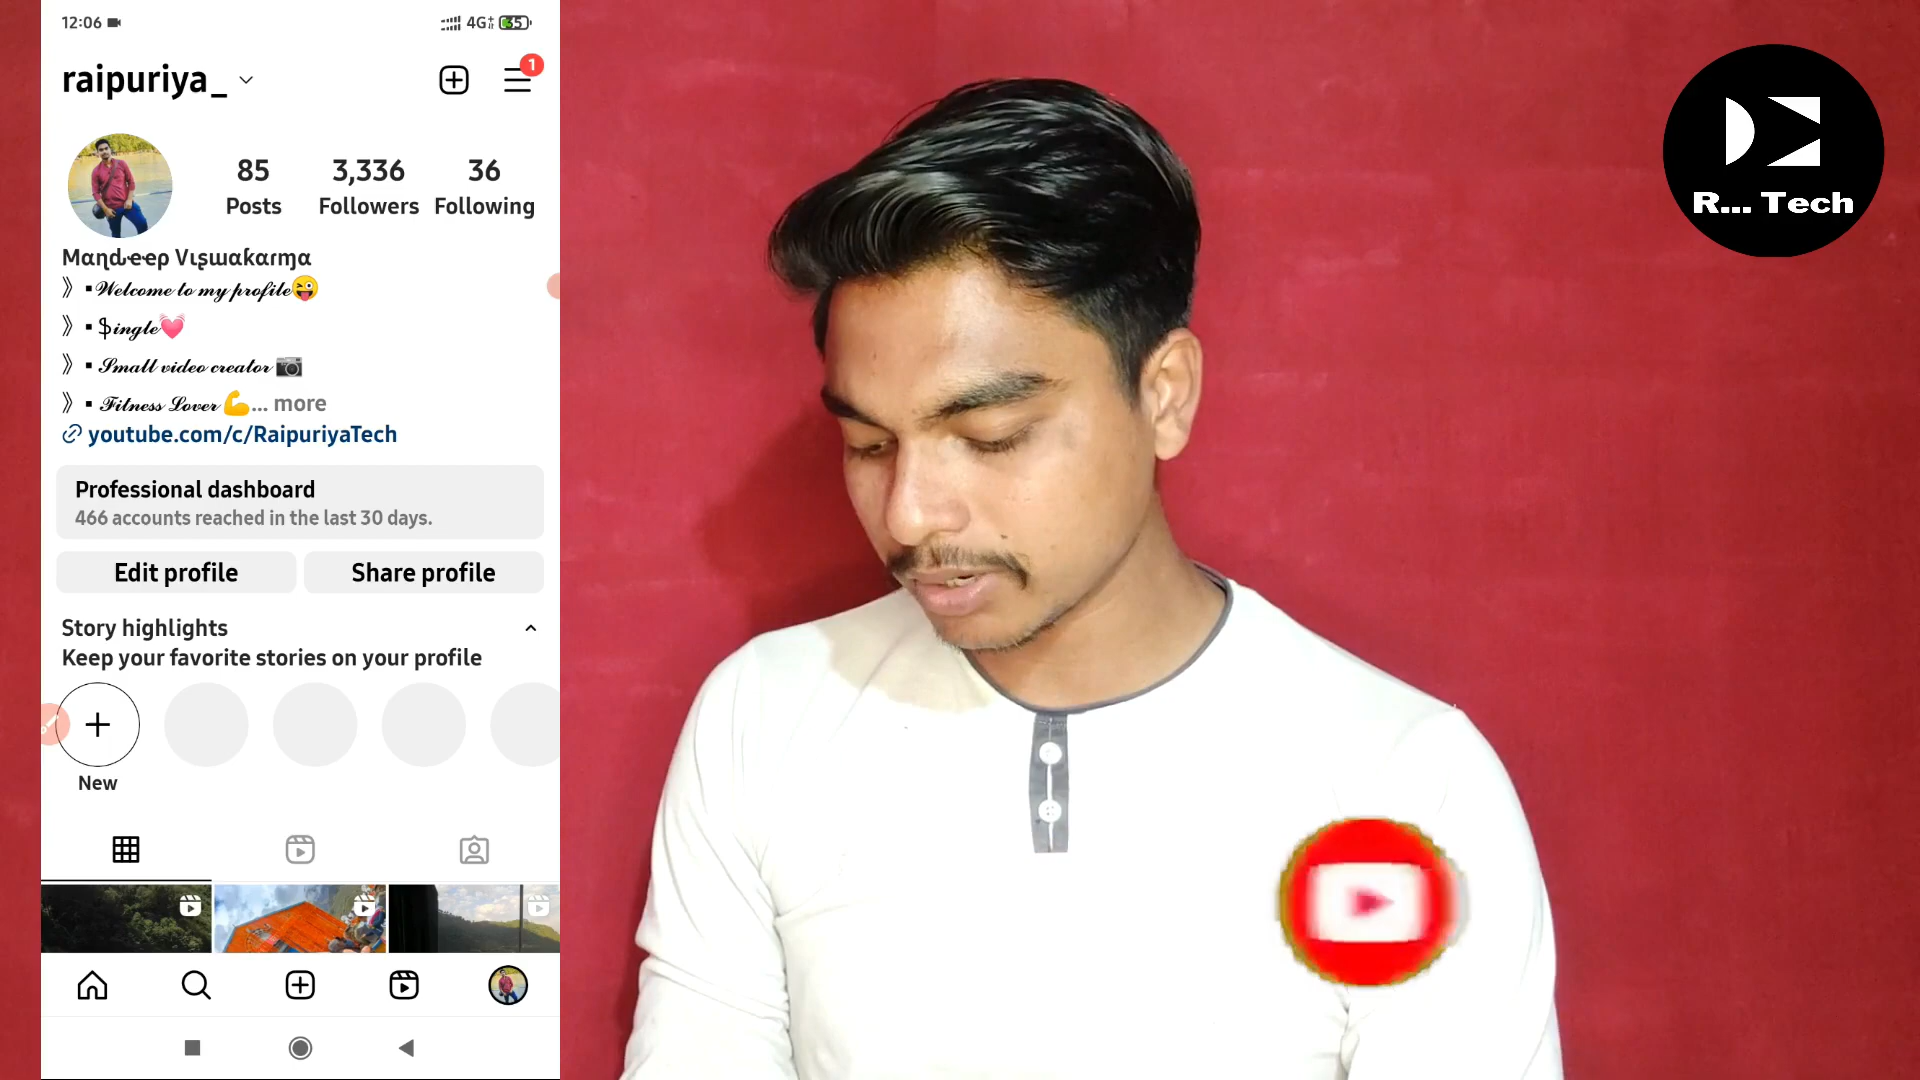 12:06
4G
35
raipuriya_
1
85
3,336
36
Posts
Followers
Following
Mαɳԃҽҽρ Vιʂɯαƙαɾɱα
》▪𝓦𝓮𝓵𝓬𝓸𝓶𝓮 𝓽𝓸 𝓶𝔂 𝓹𝓻𝓸𝓯𝓲𝓵𝓮😜
》▪$𝓲𝓷𝓰𝓵𝓮💓
》▪𝓢𝓶𝓪𝓵𝓵 𝓿𝓲𝓭𝓮𝓸 𝓬𝓻𝓮𝓪𝓽𝓸𝓻📷
》▪𝓕𝓲𝓽𝓷𝓮𝓼𝓼 𝓛𝓸𝓿𝓮𝓻💪... more
youtube.com/c/RaipuriyaTech
Professional dashboard
466 accounts reached in the last 30 days.
Edit profile
Share profile
Story highlights
Keep your favorite stories on your profile
New
R... Tech